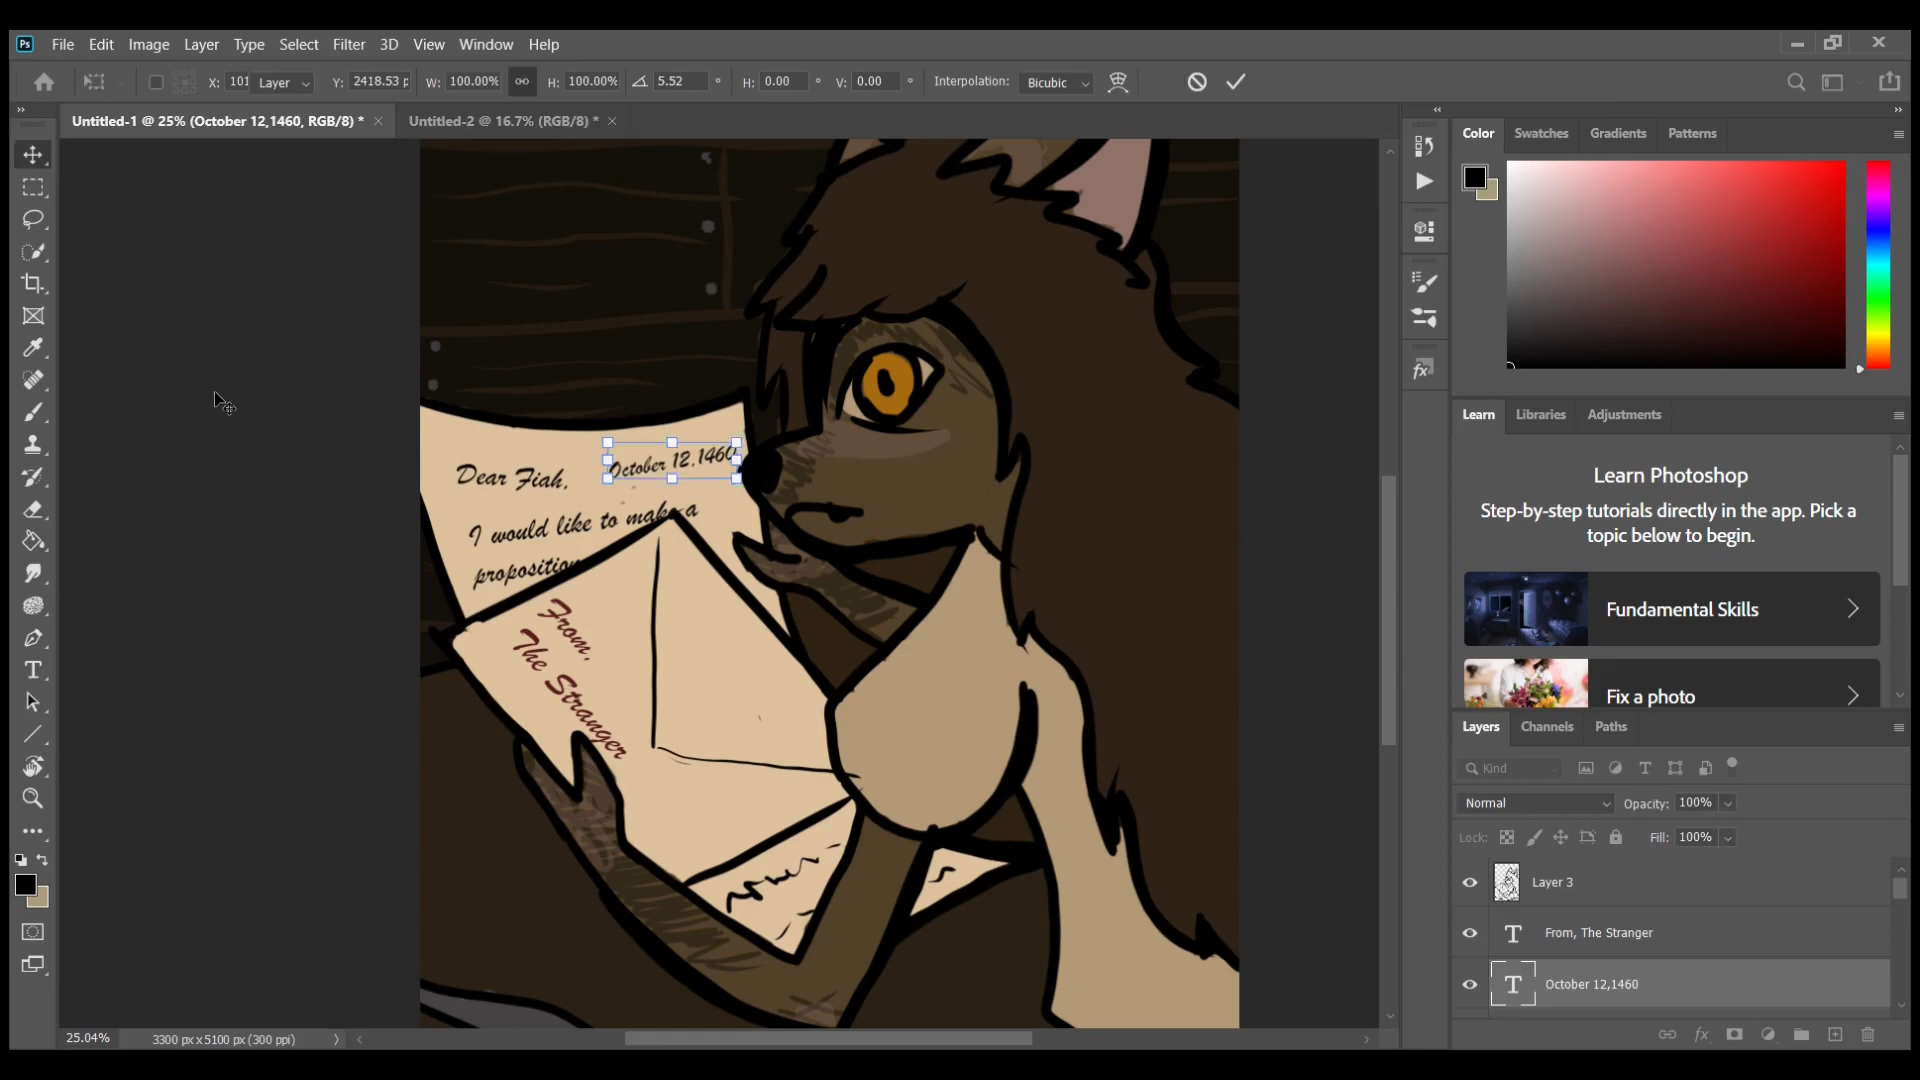 Ps File Edit Image Layer Type Select Filter 3D View Window Help
X: 101 Layer Y: 2418.53 p W: 100.00% H: 100.00% 5.52 ° H: 0.00 ° V: 0.00 ° Interpolation: Bicubic
Untitled-1 @ 25% (October 12,1460, RGB/8) * × Untitled-2 @ 16.7% (RGB/8) * ×
Color Swatches Gradients Patterns
Learn Libraries Adjustments
Learn Photoshop
Step-by-step tutorials directly in the app. Pick a
topic below to begin.
Fundamental Skills
Fix a photo
Layers Channels Paths
Kind
Normal Opacity: 100%
Lock: Fill: 100%
Layer 3
T From, The Stranger
T October 12,1460
fx
fx
October 12,1460
Dear Fiah,
I would like to make a
proposition
From,
The Stranger
25.04% 3300 px x 5100 px (300 ppi)